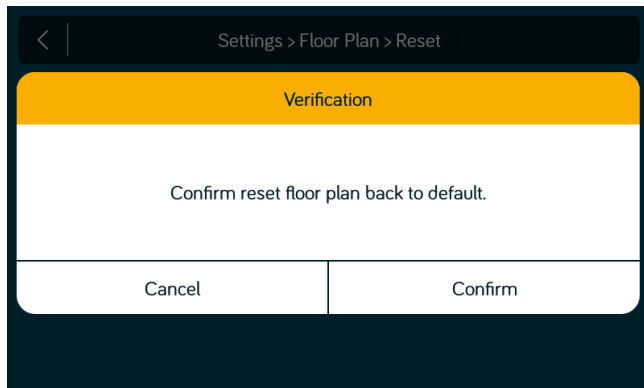 Settings > Floor Plan > Reset
Verification
Confirm reset floor plan back to default.
Cancel
Confirm